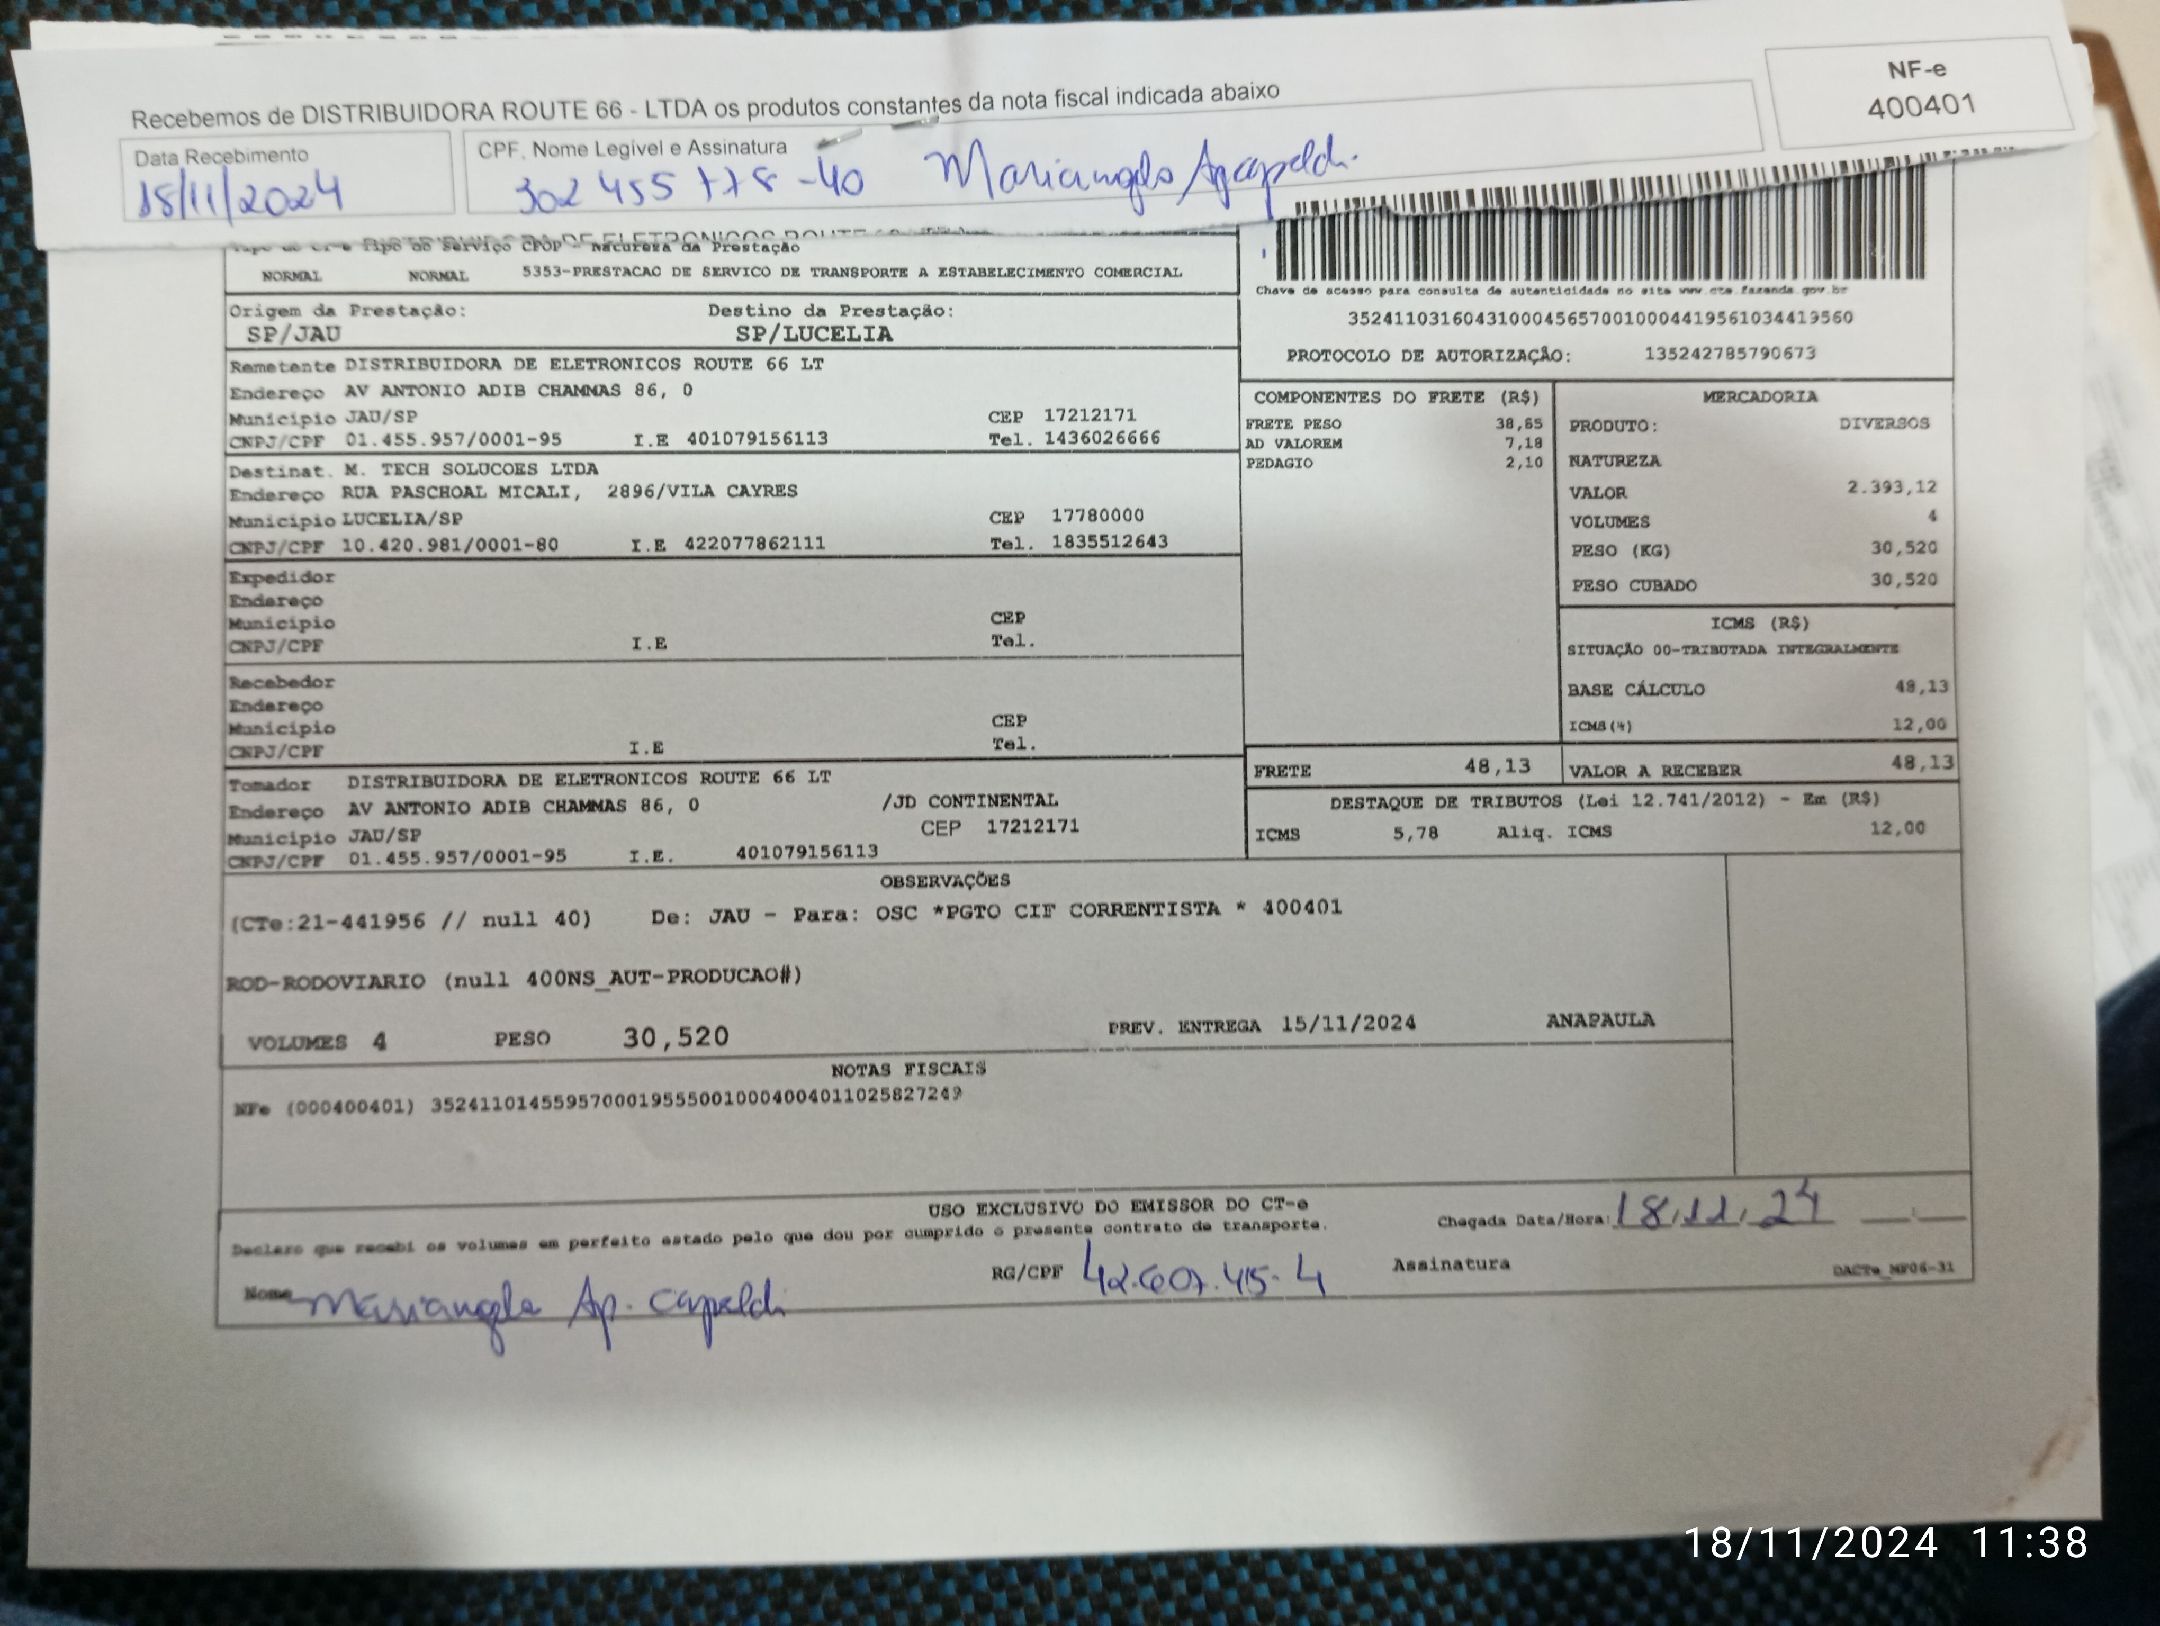 Recebemos de DISTRIBUIDORA ROUTE 66 - LTDA os produtos constantes da nota fiscal indicada abaixo
NF-e
400401
Data Recebimento
18/11/2024
CPF, Nome Legível e Assinatura
302 455 778-40
NORMAL NORMAL 5353-PRESTACAO DE SERVICO DE TRANSPORTE A ESTABELECIMENTO COMERCIAL
Origem da Prestação: Destino da Prestação:
SP/JAU SP/LUCELIA
Remetente DISTRIBUIDORA DE ELETRONICOS ROUTE 66 LT
Endereço AV ANTONIO ADIB CHAMMAS 86, 0
Município JAU/SP CEP 17212171
CNPJ/CPF 01.455.957/0001-95 I.E 401079156113 Tel. 1436026666
Destinat. M. TECH SOLUCOES LTDA
Endereço RUA PASCHOAL MICALI, 2896/VILA CAYRES
Município LUCELIA/SP CEP 17780000
CNPJ/CPF 10.420.981/0001-80 I.E 422077862111 Tel. 1835512643
Expedidor
Endereço
Município CEP
CNPJ/CPF I.E Tel.
Recebedor
Endereço
Município CEP
CNPJ/CPF I.E Tel.
Tomador DISTRIBUIDORA DE ELETRONICOS ROUTE 66 LT
Endereço AV ANTONIO ADIB CHAMMAS 86, 0 /JD CONTINENTAL
Município JAU/SP CEP 17212171
CNPJ/CPF 01.455.957/0001-95 I.E. 401079156113
Chave de acesso para consulta de autenticidade no site www.cte.fazenda.gov.br
35241103160431000456570010004419561034419560
PROTOCOLO DE AUTORIZAÇÃO: 135242785790673
COMPONENTES DO FRETE (R$)
FRETE PESO 38,85
AD VALOREM 7,18
PEDAGIO 2,10
MERCADORIA
PRODUTO: DIVERSOS
NATUREZA
VALOR 2.393,12
VOLUMES 4
PESO (KG) 30,520
PESO CUBADO 30,520
ICMS (R$)
SITUAÇÃO 00-TRIBUTADA INTEGRALMENTE
BASE CÁLCULO 48,13
ICMS(%) 12,00
FRETE 48,13 VALOR A RECEBER 48,13
DESTAQUE DE TRIBUTOS (Lei 12.741/2012) - Em (R$)
ICMS 5,78 Aliq. ICMS 12,00
OBSERVAÇÕES
(CTe:21-441956 // null 40) De: JAU - Para: OSC *PGTO CIF CORRENTISTA * 400401
ROD-RODOVIARIO (null 400NS_AUT-PRODUCAO#)
VOLUMES 4 PESO 30,520 PREV. ENTREGA 15/11/2024 ANAPAULA
NOTAS FISCAIS
NFe (000400401) 35241101455957000195550010004004011025827249
USO EXCLUSIVO DO EMISSOR DO CT-e
Declaro que recebi os volumes em perfeito estado pelo que dou por cumprido o presente contrato de transporte.
Chegada Data/Hora: 18.11.24
Nome Mariangela Ap. Capeldi RG/CPF 42.607.415-4 Assinatura
DACTe_MF06-31
18/11/2024 11:38